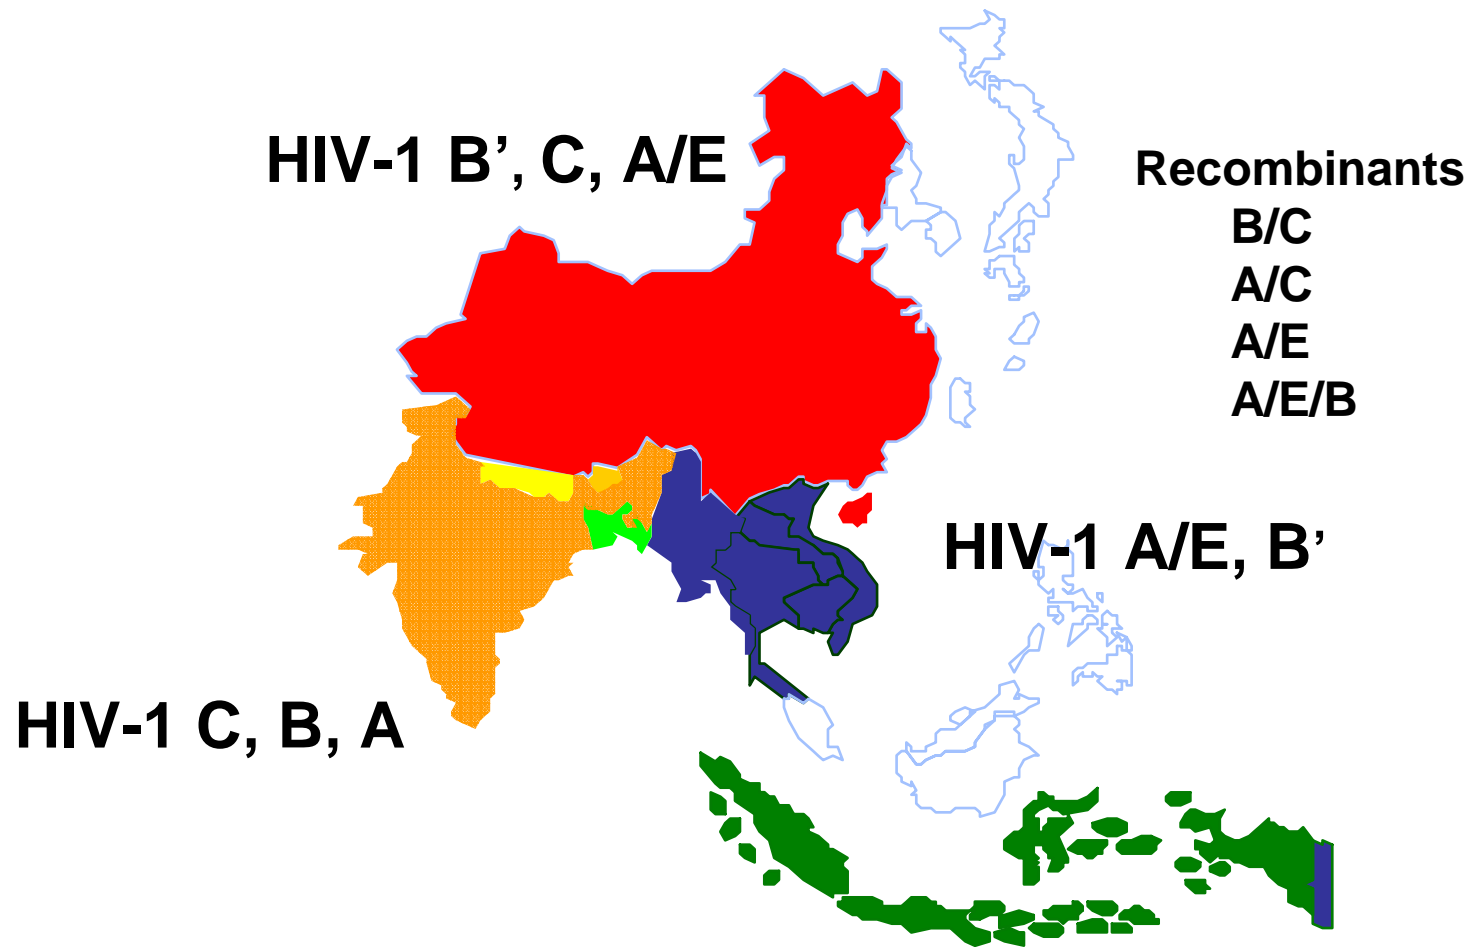 HIV-1 B’, C, A/E
Recombinants
B/C
A/C
A/E
A/E/B
HIV-1 A/E, B’
HIV-1 C, B, A